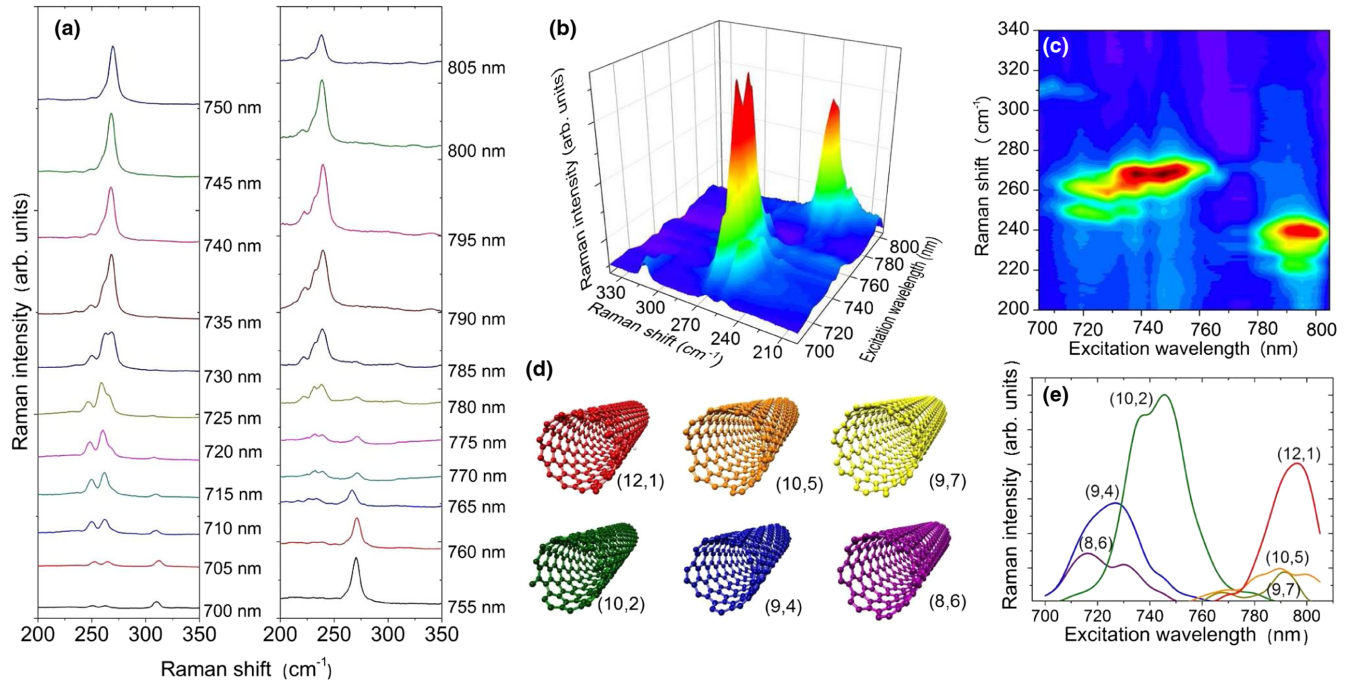 (a)
Raman intensity (arb. units)
750 nm
745 nm
740 nm
735 nm
730 nm
725 nm
720 nm
715 nm
710 nm
705 nm
700 nm
200 250 300 350
805 nm
800 nm
795 nm
790 nm
785 nm
780 nm
775 nm
770 nm
765 nm
760 nm
755 nm
200 250 300 350
Raman shift (cm-1)
(b)
Raman intensity (arb. units)
330 300 270 240 210
Raman shift (cm-1)
700 720 740 760 780 800
Excitation wavelength (nm)
(c)
Raman shift (cm-1)
340
320
300
280
260
240
220
200
700 720 740 760 780 800
Excitation wavelength (nm)
(d)
(12,1) (10,5) (9,7)
(10,2) (9,4) (8,6)
(e)
Raman intensity (arb. units)
(10,2)
(12,1)
(9,4)
(8,6)
(10,5)
(9,7)
700 720 740 760 780 800
Excitation wavelength (nm)